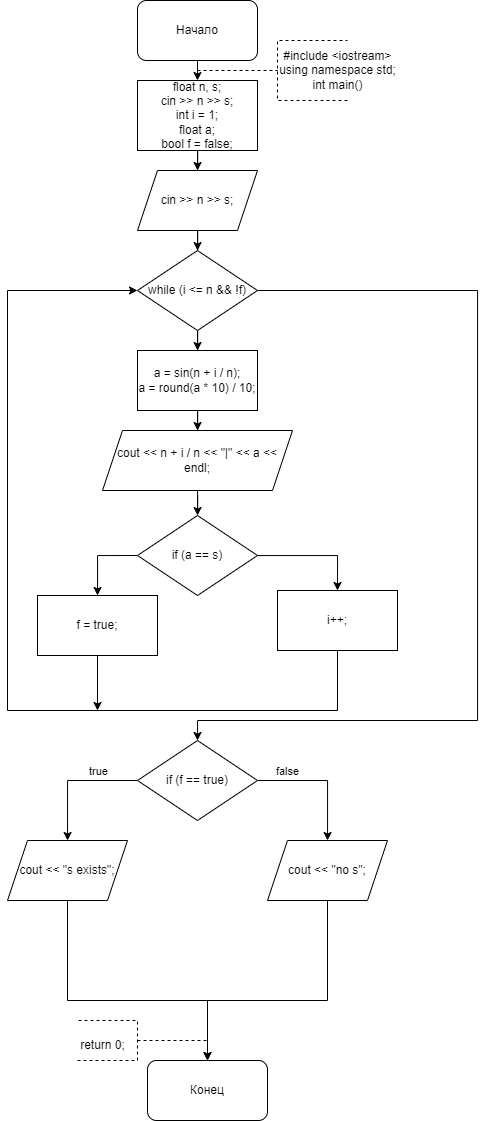 Начало
#include <iostream>
using namespace std;
int main()
float n, s;
cin >> n >> s;
int i = 1;
float a;
bool f = false;
cin >> n >> s;
while (i <= n && !f)
a = sin(n + i / n);
a = round(a * 10) / 10;
cout << n + i / n << "|" << a <<
endl;
if (a == s)
f = true;
i++;
if (f == true)
true
false
cout << "s exists";
cout << "no s";
return 0;
Конец